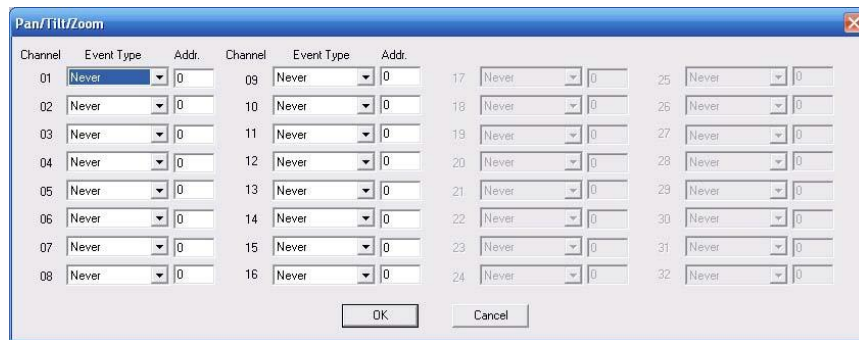 Pan/Tilt/Zoom
Channel Event Type Addr. Channel Event Type Addr.
01 Never 0 09 Never 0 17 Never 0 25 Never 0
02 Never 0 10 Never 0 18 Never 0 26 Never 0
03 Never 0 11 Never 0 19 Never 0 27 Never 0
04 Never 0 12 Never 0 20 Never 0 28 Never 0
05 Never 0 13 Never 0 21 Never 0 29 Never 0
06 Never 0 14 Never 0 22 Never 0 30 Never 0
07 Never 0 15 Never 0 23 Never 0 31 Never 0
08 Never 0 16 Never 0 24 Never 0 32 Never 0
OK Cancel